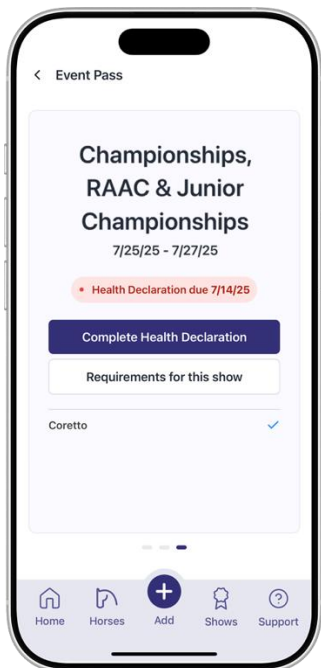 Event Pass
Championships,
RAAC & Junior
Championships
7/25/25 - 7/27/25
Health Declaration due 7/14/25
Complete Health Declaration
Requirements for this show
Coretto
Home Horses Add Shows Support